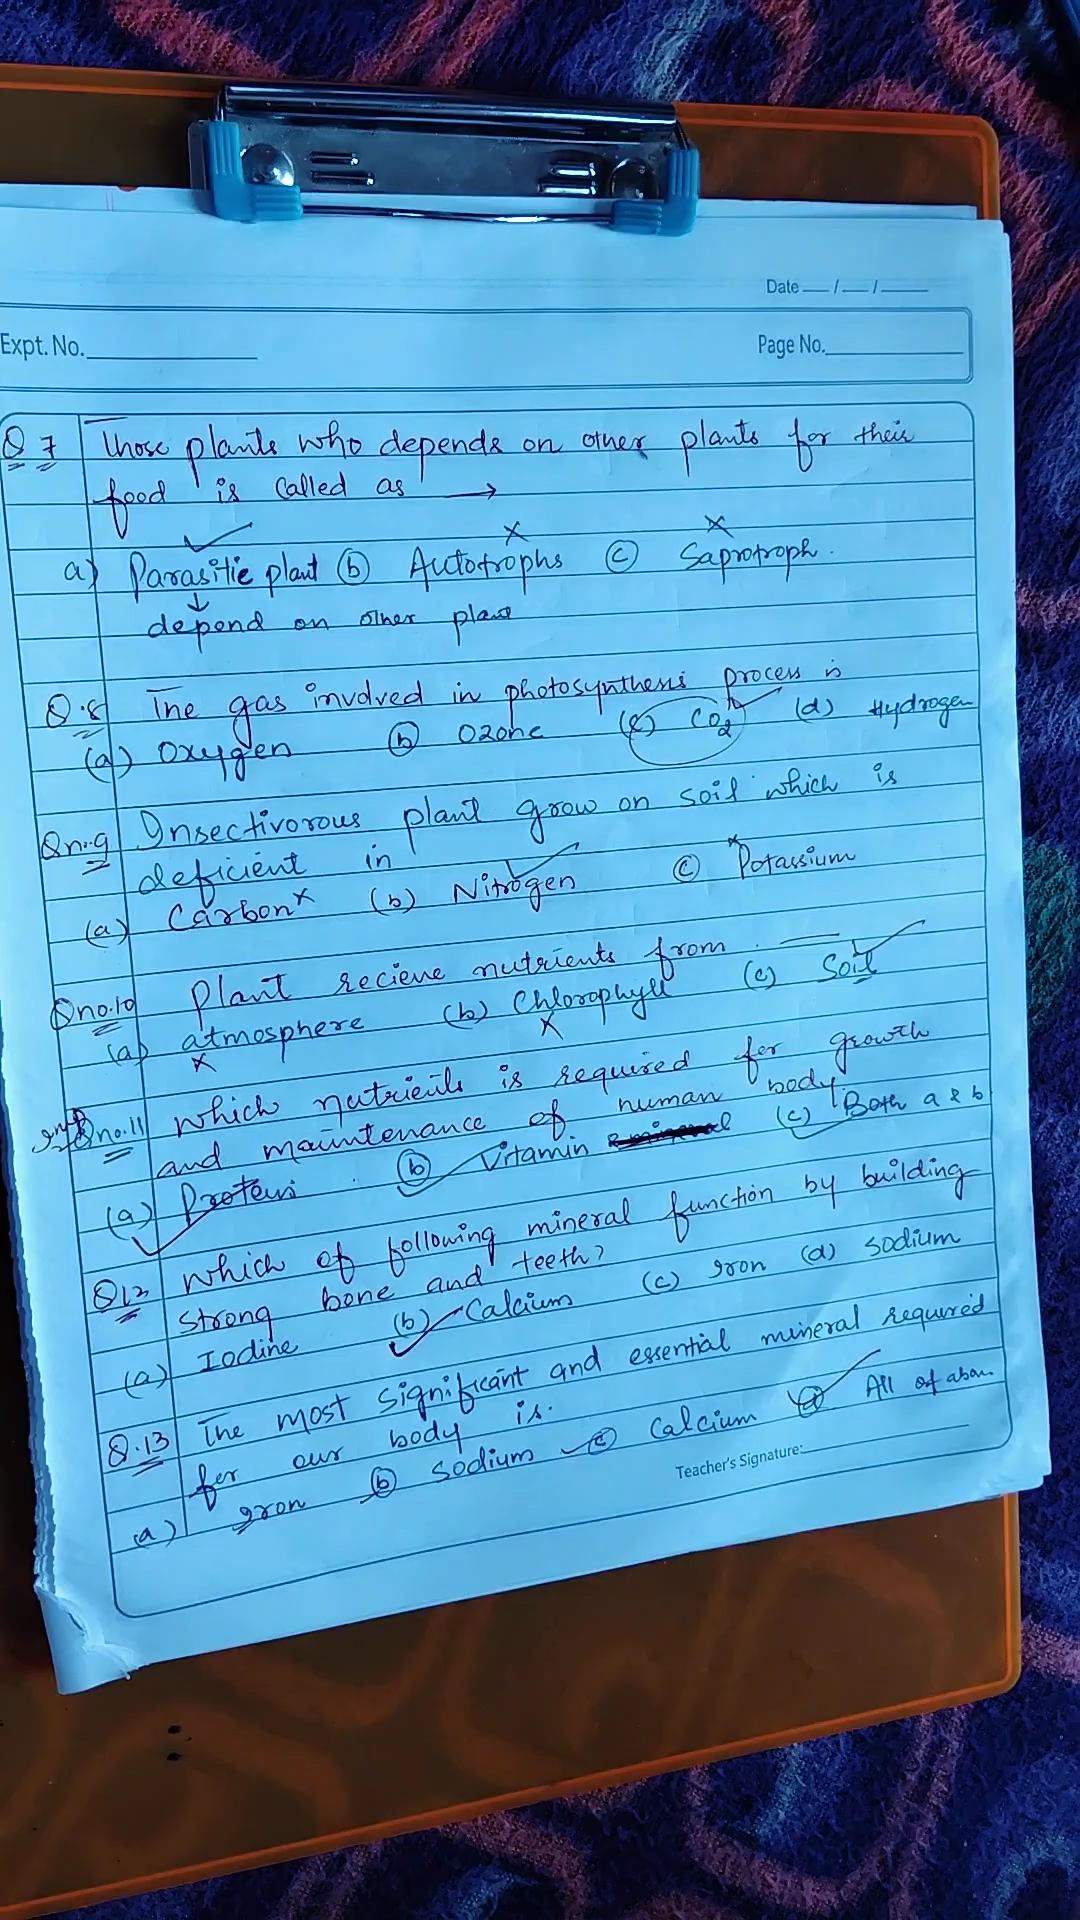 Date __/__/____
Expt. No.__________
Page No.__________
Q 7 Those plants who depends on other plants for their
food is called as →
a) Parasitic plant (b) Autotrophs (c) Saprotroph.
depend on other plant
Q.8 The gas involved in photosynthesis process is
(a) Oxygen (b) Ozone (c) CO2 (d) Hydrogen
Qn.9 Insectivorous plant grow on soil which is
deficient in
(a) Carbon (b) Nitrogen (c) Potassium
Qno.10 Plant recieve nutrients from
(a) atmosphere (b) Chlorophyll (c) Soil
Qno.11 which nutrients is required for growth
and maintenance of human body.
(a) Protein (b) Vitamin (c) Both a & b
Q12 which of following mineral function by building
strong bone and teeth?
(a) Iodine (b) Calcium (c) Iron (d) Sodium
Q.13 The most significant and essential mineral required
for our body is.
(a) Iron (b) Sodium (c) Calcium (d) All of abov
Teacher's Signature: